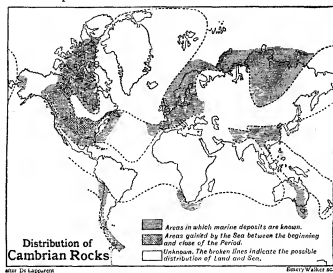 Areas in which marine deposits are known.
Areas gained by the Sea between the beginning
and close of the Period.
Unknown. The broken lines indicate the possible
distribution of Land and Sea.
Distribution of
Cambrian Rocks
after De Lapparent
Emery Walker